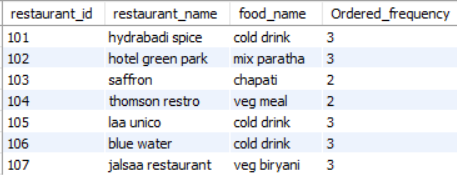 restaurant_id restaurant_name food_name Ordered_frequency
101 hydrabadi spice cold drink 3
102 hotel green park mix paratha 3
103 saffron chapati 2
104 thomson restro veg meal 2
105 laa unico cold drink 3
106 blue water cold drink 3
107 jalsaa restaurant veg biryani 3